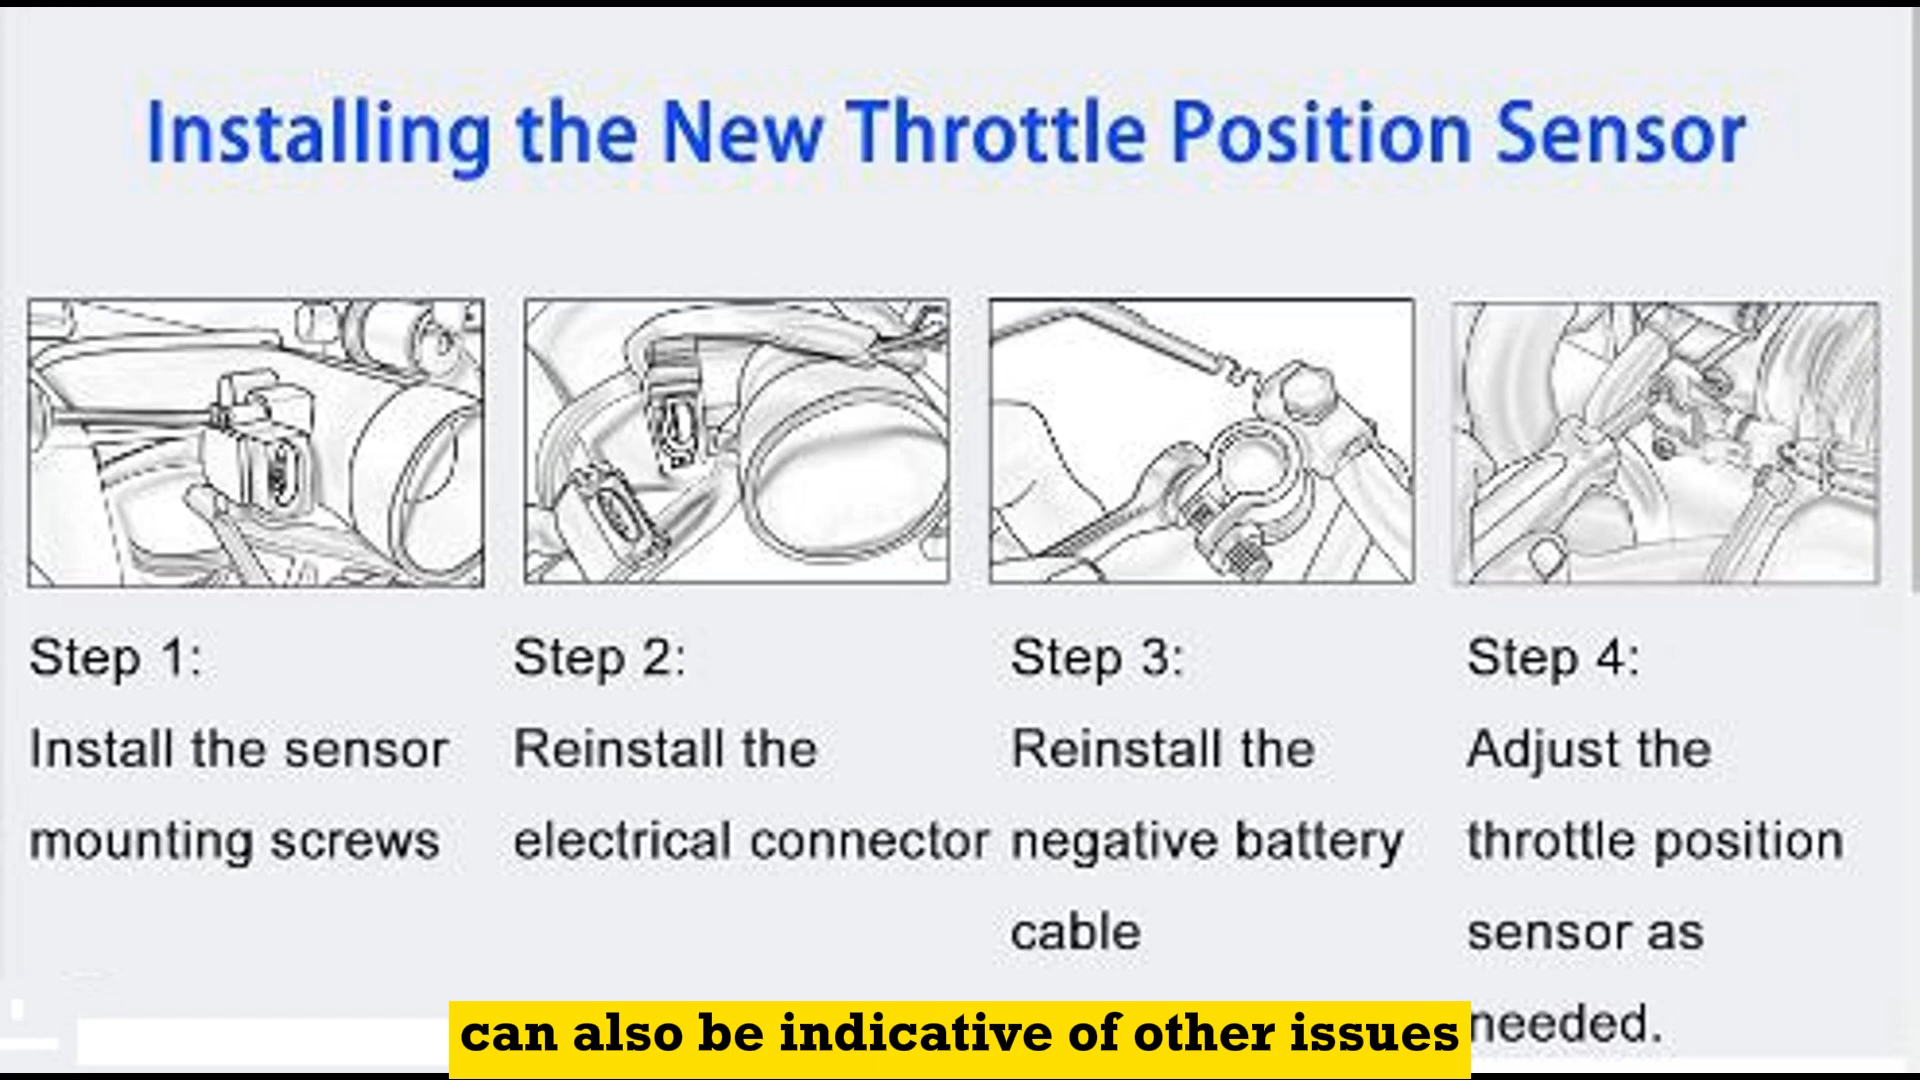 Installing the New Throttle Position Sensor
Step 1:
Install the sensor
mounting screws
Step 2:
Reinstall the
electrical connector
Step 3:
Reinstall the
negative battery
cable
Step 4:
Adjust the
throttle position
sensor as
needed.
can also be indicative of other issues